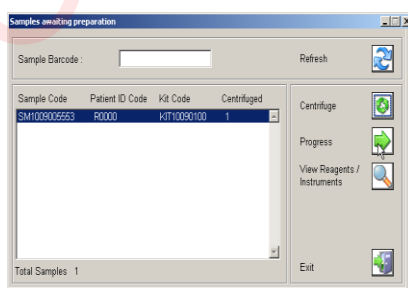 Samples awaiting preparation
Sample Barcode :
Refresh
Sample Code Patient ID Code Kit Code Centrifuged
SM1009005553 R0000 KIT10090100 1
Centrifuge
Progress
View Reagents /
Instruments
Total Samples 1
Exit